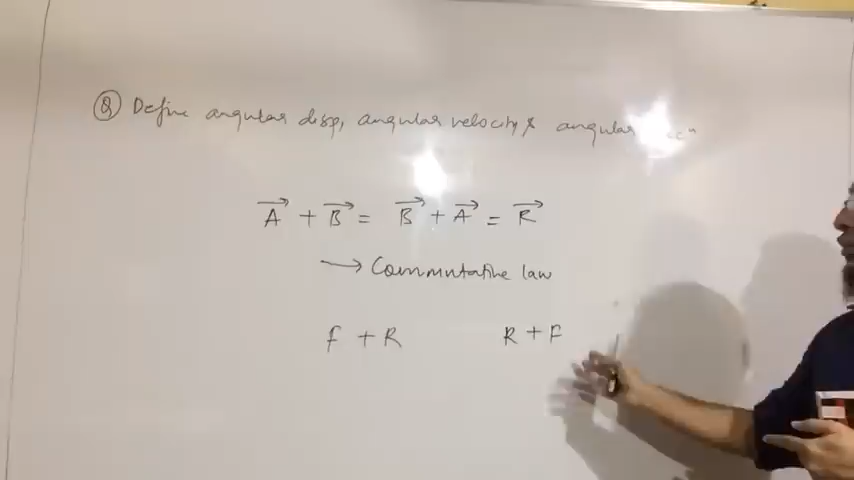 Q Define angular disp, angular velocity & angular
A + B = B + A = R
→ Commutative law
f + R R + F